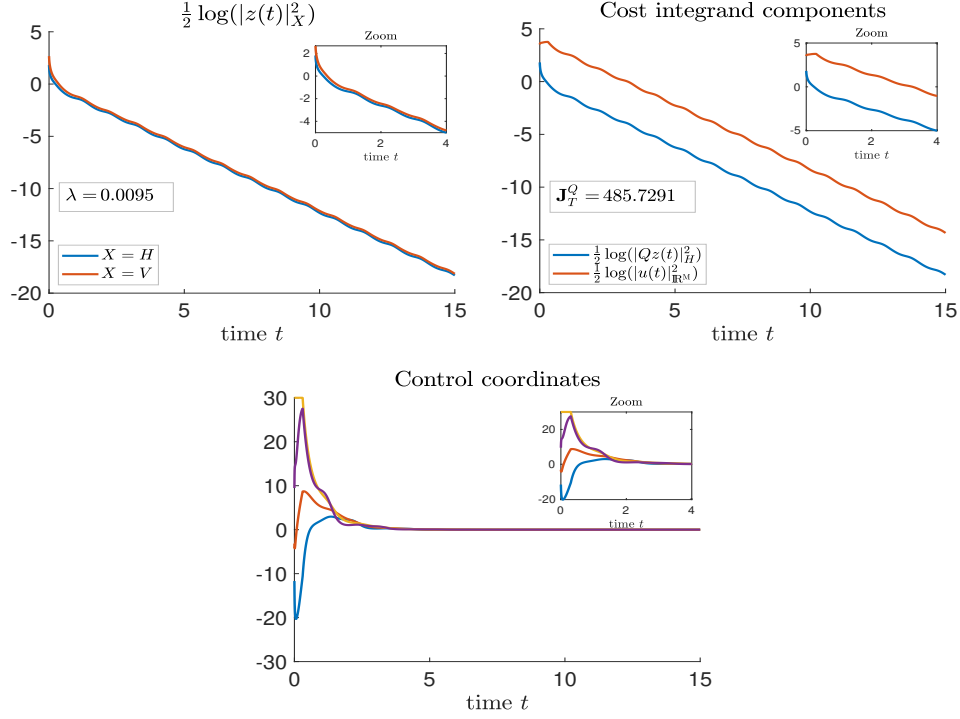 ½ log(|z(t)|²_X)
Zoom
5
0
-5
-10
-15
-20
2
0
-2
-4
0 2 4
time t
λ = 0.0095
X = H
X = V
0 5 10 15
time t
Cost integrand components
Zoom
5
0
-5
-10
-15
-20
5
0
-5
0 2 4
time t
𝐉_T^Q = 485.7291
½ log(|Qz(t)|²_H)
½ log(|u(t)|²_ℝᴹ)
0 5 10 15
time t
Control coordinates
Zoom
30
20
10
0
-10
-20
-30
20
0
-20
0 2 4
time t
0 5 10 15
time t